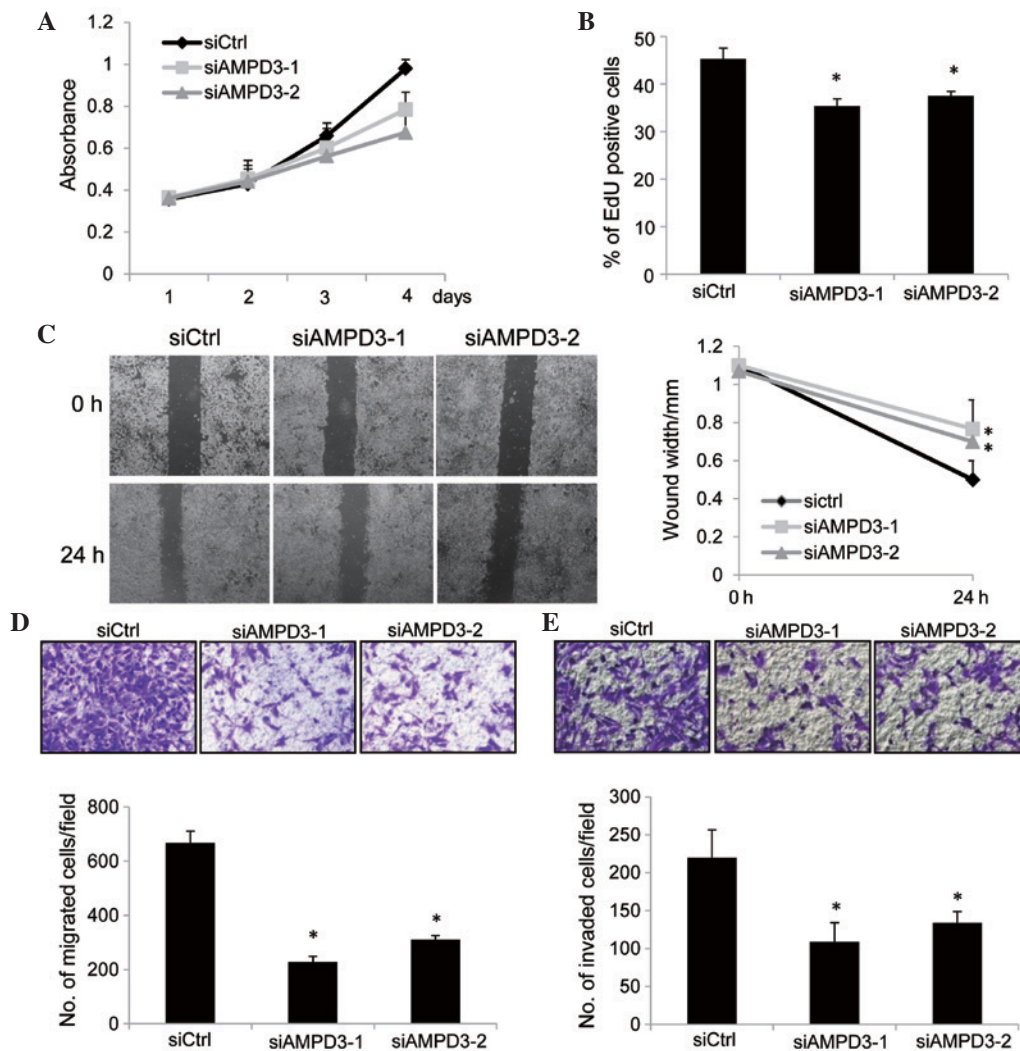 A
siCtrl
siAMPD3-1
siAMPD3-2
Absorbance
1.2
1
0.8
0.6
0.4
0.2
0
1 2 3 4 days
B
% of EdU positive cells
50
40
30
20
10
0
* *
siCtrl siAMPD3-1 siAMPD3-2
C
siCtrl siAMPD3-1 siAMPD3-2
0 h
24 h
Wound width/mm
1.2
1
0.8
0.6
0.4
0.2
0
*
*
sictrl
siAMPD3-1
siAMPD3-2
0 h 24 h
D
siCtrl siAMPD3-1 siAMPD3-2
No. of migrated cells/field
800
600
400
200
0
* *
siCtrl siAMPD3-1 siAMPD3-2
E
siCtrl siAMPD3-1 siAMPD3-2
No. of invaded cells/field
300
250
200
150
100
50
0
* *
siCtrl siAMPD3-1 siAMPD3-2